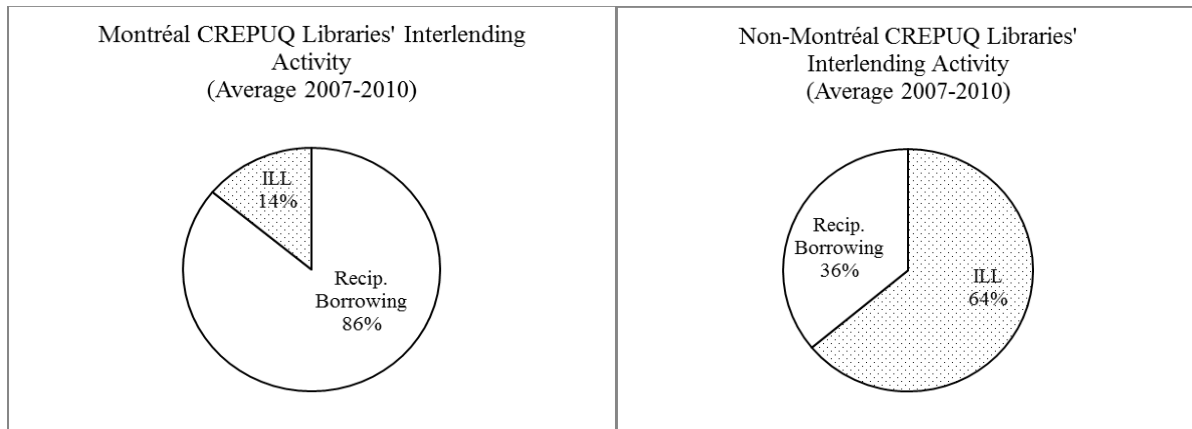 Montréal CREPUQ Libraries' Interlending
Activity
(Average 2007-2010)
ILL
14%
Recip.
Borrowing
86%
Non-Montréal CREPUQ Libraries'
Interlending Activity
(Average 2007-2010)
Recip.
Borrowing
36%
ILL
64%